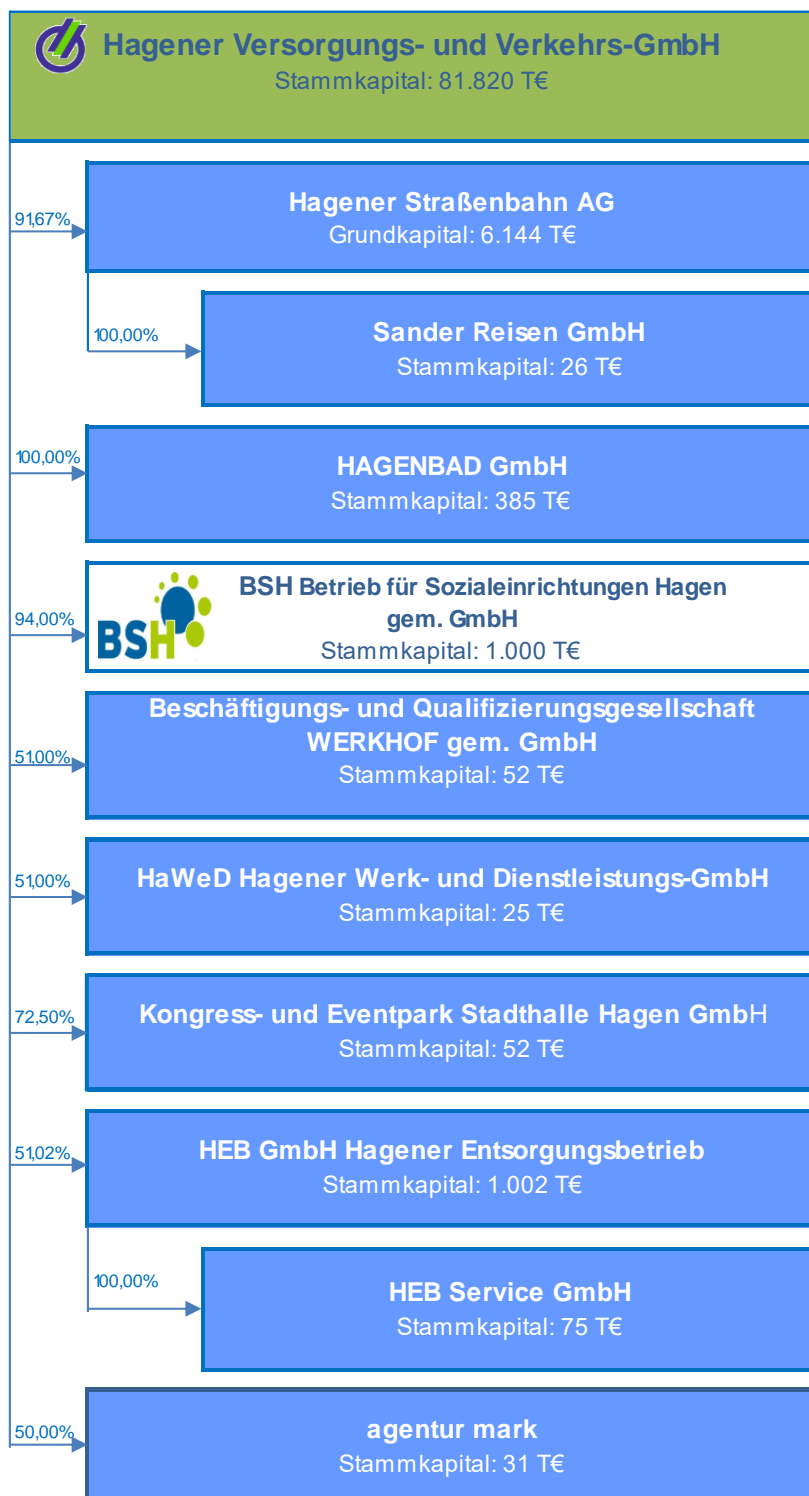 Hagener Versorgungs- und Verkehrs-GmbH
Stammkapital: 81.820 T€
91,67%
Hagener Straßenbahn AG
Grundkapital: 6.144 T€
100,00%
Sander Reisen GmbH
Stammkapital: 26 T€
100,00%
HAGENBAD GmbH
Stammkapital: 385 T€
94,00%
BSH
BSH Betrieb für Sozialeinrichtungen Hagen
gem. GmbH
Stammkapital: 1.000 T€
51,00%
Beschäftigungs- und Qualifizierungsgesellschaft
WERKHOF gem. GmbH
Stammkapital: 52 T€
51,00%
HaWeD Hagener Werk- und Dienstleistungs-GmbH
Stammkapital: 25 T€
72,50%
Kongress- und Eventpark Stadthalle Hagen GmbH
Stammkapital: 52 T€
51,02%
HEB GmbH Hagener Entsorgungsbetrieb
Stammkapital: 1.002 T€
100,00%
HEB Service GmbH
Stammkapital: 75 T€
50,00%
agentur mark
Stammkapital: 31 T€